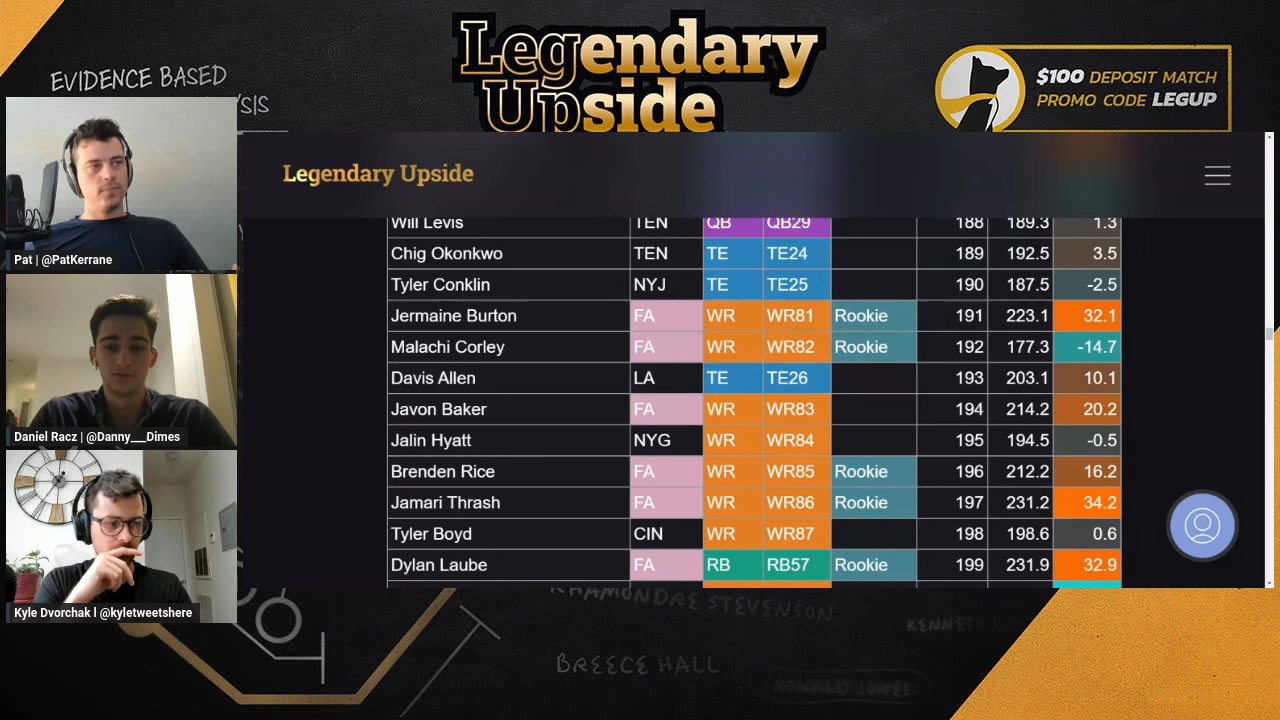 EVIDENCE BASED
YSIS
Legendary
Upside
$100 DEPOSIT MATCH
PROMO CODE LEGUP
Pat | @PatKerrane
Daniel Racz | @Danny___Dimes
Kyle Dvorchak l @kyletweetshere
Legendary Upside
Will Levis TEN QB QB29 188 189.3 1.3
Chig Okonkwo TEN TE TE24 189 192.5 3.5
Tyler Conklin NYJ TE TE25 190 187.5 -2.5
Jermaine Burton FA WR WR81 Rookie 191 223.1 32.1
Malachi Corley FA WR WR82 Rookie 192 177.3 -14.7
Davis Allen LA TE TE26 193 203.1 10.1
Javon Baker FA WR WR83 194 214.2 20.2
Jalin Hyatt NYG WR WR84 195 194.5 -0.5
Brenden Rice FA WR WR85 Rookie 196 212.2 16.2
Jamari Thrash FA WR WR86 Rookie 197 231.2 34.2
Tyler Boyd CIN WR WR87 198 198.6 0.6
Dylan Laube FA RB RB57 Rookie 199 231.9 32.9
RHAMONDRE STEVENSON
KENNETH
BREECE HALL
RONALD JONES